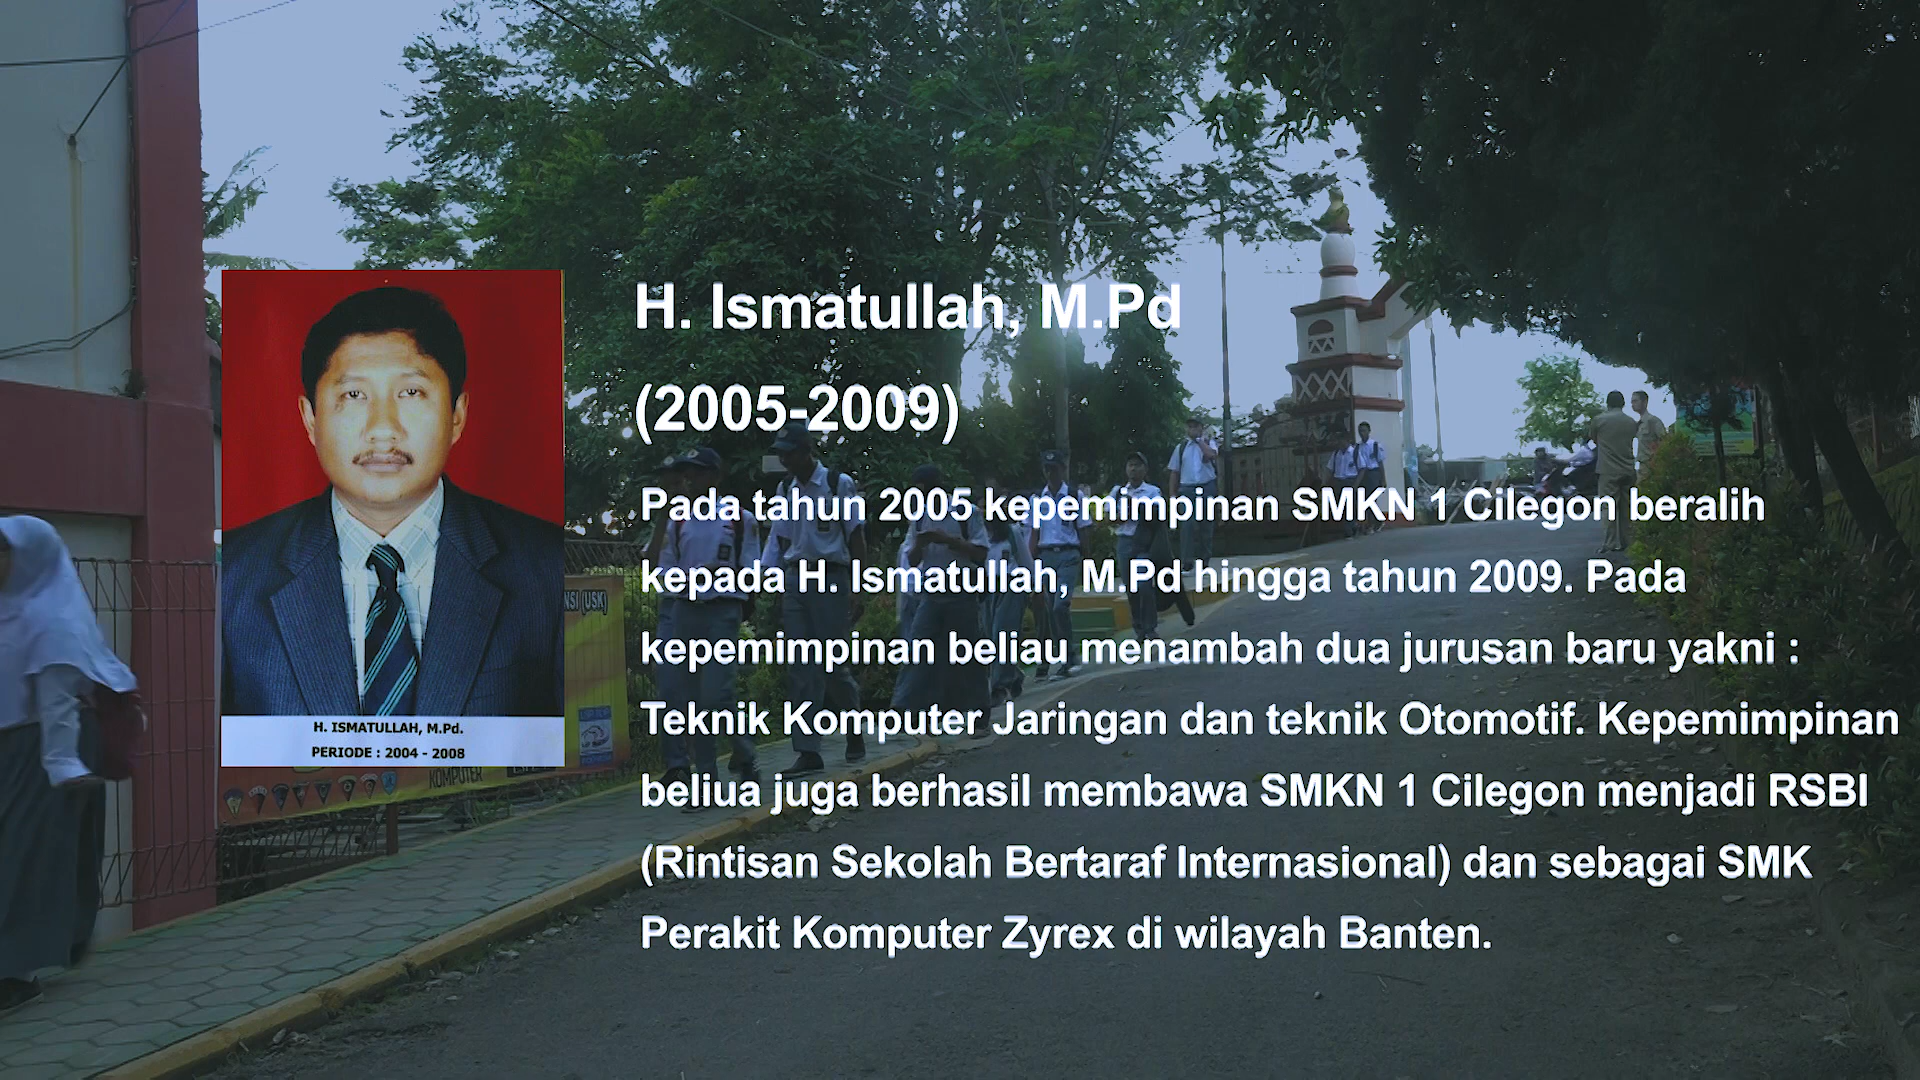 H. Ismatullah, M.Pd
(2005-2009)
Pada tahun 2005 kepemimpinan SMKN 1 Cilegon beralih
kepada H. Ismatullah, M.Pd hingga tahun 2009. Pada
kepemimpinan beliau menambah dua jurusan baru yakni :
Teknik Komputer Jaringan dan teknik Otomotif. Kepemimpinan
beliua juga berhasil membawa SMKN 1 Cilegon menjadi RSBI
(Rintisan Sekolah Bertaraf Internasional) dan sebagai SMK
Perakit Komputer Zyrex di wilayah Banten.
H. ISMATULLAH, M.Pd.
PERIODE : 2004 - 2008
NSI (USK)
KOMPUTER